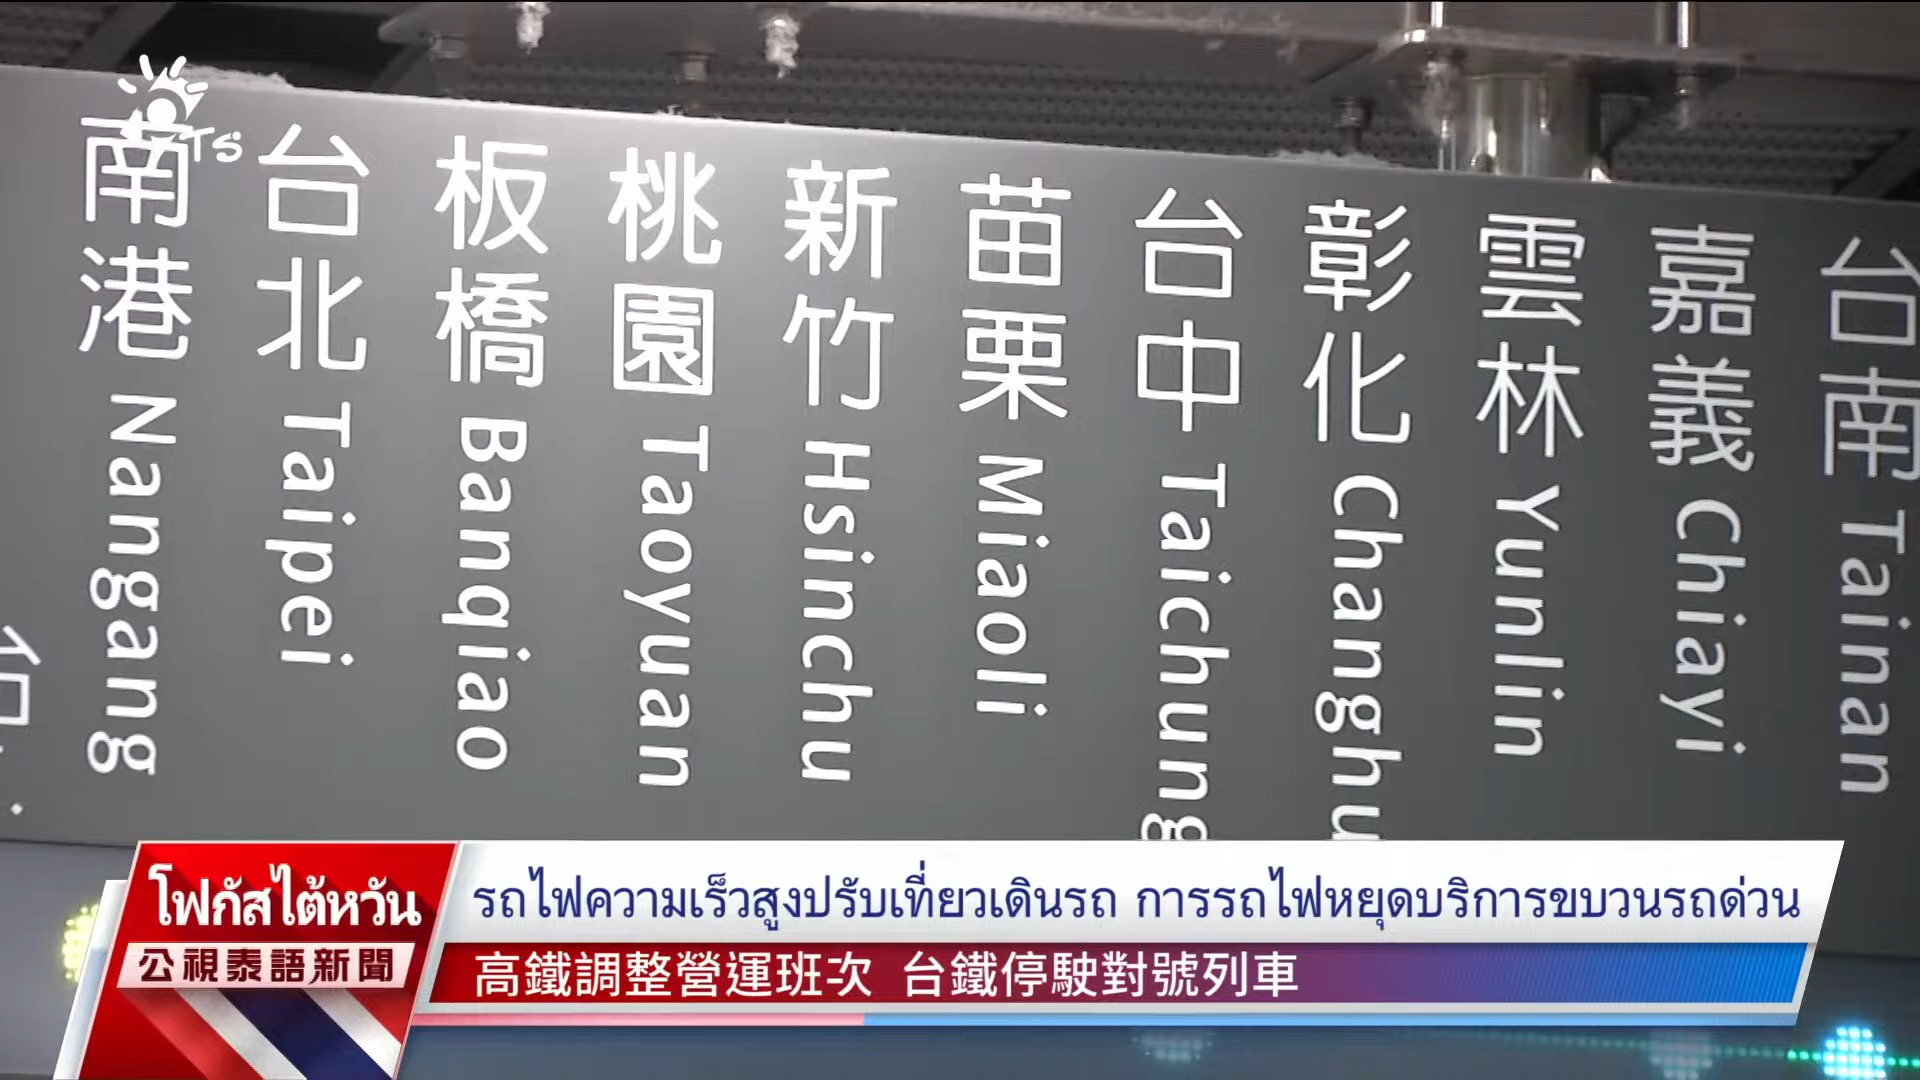 TS
南港 Nangang
台北 Taipei
板橋 Banqiao
桃園 Taoyuan
新竹 Hsinchu
苗栗 Miaoli
台中 Taichung
彰化 Changhu
雲林 Yunlin
嘉義 Chiayi
台南 Tainan
โฟกัสไต้หวัน
公視泰語新聞
รถไฟความเร็วสูงปรับเที่ยวเดินรถ การรถไฟหยุดบริการขบวนรถด่วน
高鐵調整營運班次 台鐵停駛對號列車